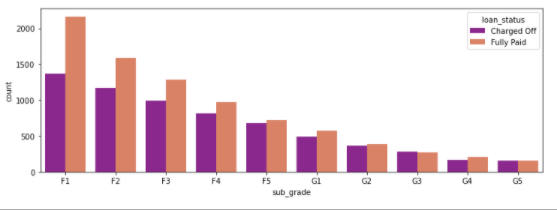 loan_status
Charged Off
Fully Paid
2000
1500
1000
500
0
count
F1 F2 F3 F4 F5 G1 G2 G3 G4 G5
sub_grade